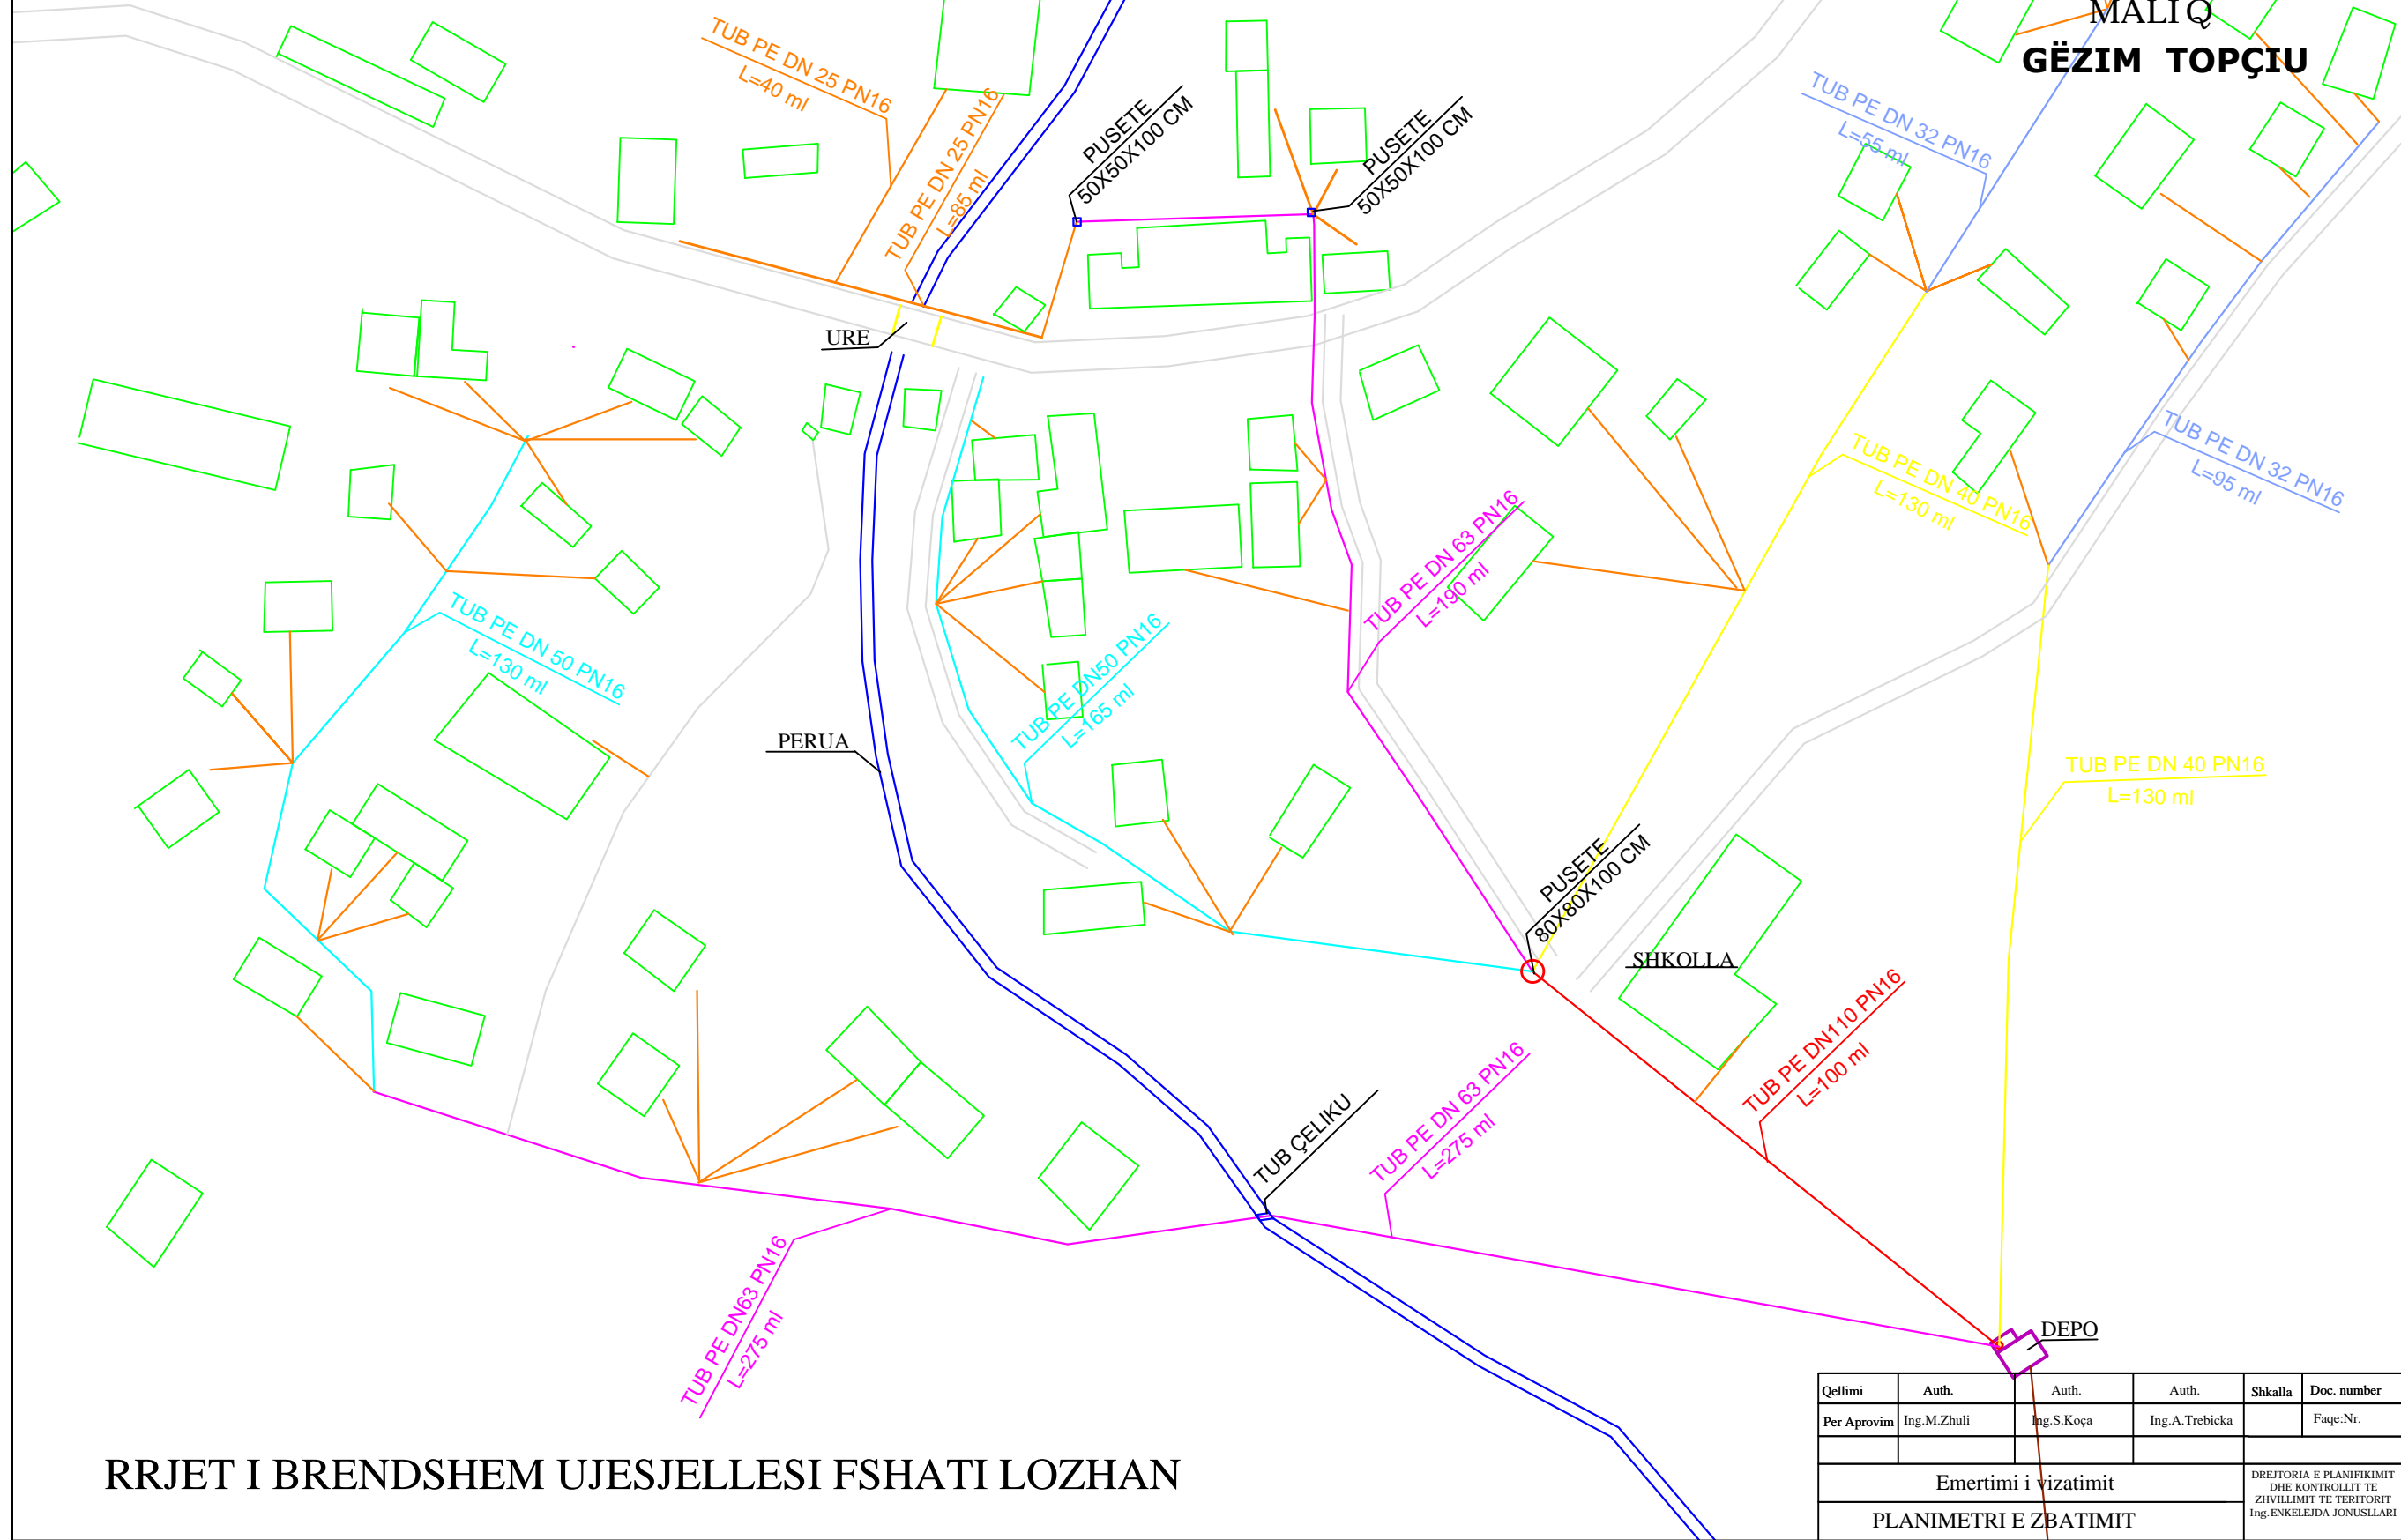 MALIQ
GËZIM TOPÇIU
TUB PE DN 25 PN16
L=40 ml
TUB PE DN 25 PN16
L=85 ml
PUSETE
50X50X100 CM
PUSETE
50X50X100 CM
TUB PE DN 32 PN16
L=55 ml
URE
TUB PE DN 40 PN16
L=130 ml
TUB PE DN 32 PN16
L=95 ml
TUB PE DN 63 PN16
L=190 ml
TUB PE DN 50 PN16
L=130 ml
TUB PE DN50 PN16
L=165 ml
PERUA
TUB PE DN 40 PN16
L=130 ml
PUSETE
80X80X100 CM
SHKOLLA
TUB PE DN110 PN16
L=100 ml
TUB ÇELIKU
TUB PE DN 63 PN16
L=275 ml
TUB PE DN63 PN16
L=275 ml
DEPO
Qellimi Auth. Auth. Auth. Shkalla Doc. number
Per Aprovim Ing.M.Zhuli Ing.S.Koça Ing.A.Trebicka Faqe:Nr.
RRJET I BRENDSHEM UJESJELLESI FSHATI LOZHAN
Emertimi i vizatimit
PLANIMETRI E ZBATIMIT
DREJTORIA E PLANIFIKIMIT
DHE KONTROLLIT TE
ZHVILLIMIT TE TERITORIT
Ing.ENKELEJDA JONUSLLARI